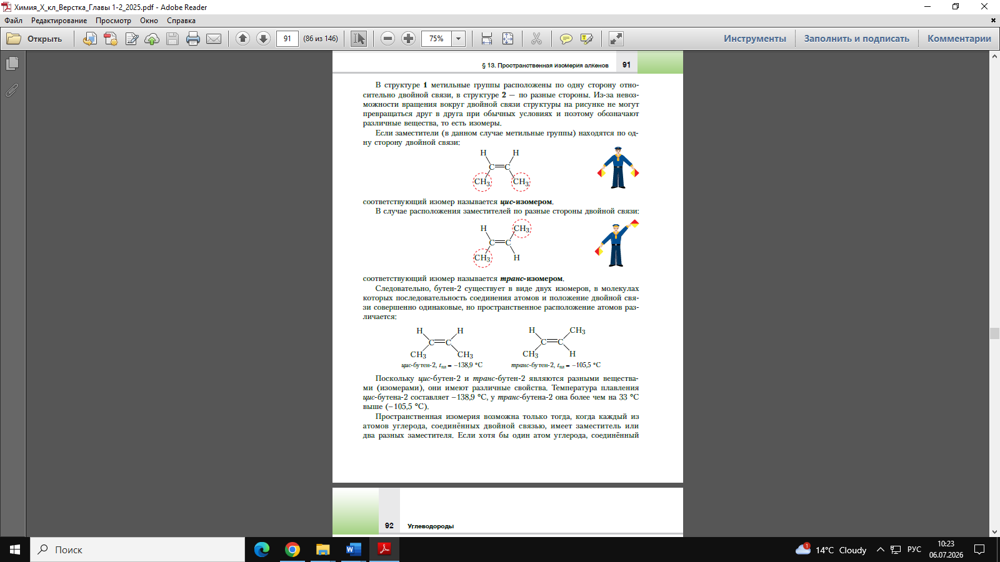 Химия_X_кл_Верстка_Главы 1-2_2025.pdf - Adobe Reader
Файл Редактирование Просмотр Окно Справка
Открыть 91 (86 из 146) 75% Инструменты Заполнить и подписать Комментарии
§ 13. Пространственная изомерия алкенов 91
В структуре 1 метильные группы расположены по одну сторону отно-
сительно двойной связи, в структуре 2 — по разные стороны. Из-за невоз-
можности вращения вокруг двойной связи структуры на рисунке не могут
превращаться друг в друга при обычных условиях и поэтому обозначают
различные вещества, то есть изомеры.
Если заместители (в данном случае метильные группы) находятся по од-
ну сторону двойной связи:
H H
C C
CH3 CH3
соответствующий изомер называется цис-изомером.
В случае расположения заместителей по разные стороны двойной связи:
H CH3
C C
CH3 H
соответствующий изомер называется транс-изомером.
Следовательно, бутен-2 существует в виде двух изомеров, в молекулах
которых последовательность соединения атомов и положение двойной свя-
зи совершенно одинаковые, но пространственное расположение атомов раз-
личается:
H H H CH3
C C C C
CH3 CH3 CH3 H
цис-бутен-2, tпл = −138,9 °C транс-бутен-2, tпл = −105,5 °C
Поскольку цис-бутен-2 и транс-бутен-2 являются разными вещества-
ми (изомерами), они имеют различные свойства. Температура плавления
цис-бутена-2 составляет −138,9 °C, у транс-бутена-2 она более чем на 33 °C
выше (−105,5 °C).
Пространственная изомерия возможна только тогда, когда каждый из
атомов углерода, соединённых двойной связью, имеет заместитель или
два разных заместителя. Если хотя бы один атом углерода, соединённый
92 Углеводороды
Поиск
1 14°C Cloudy РУС 10:23
06.07.2026